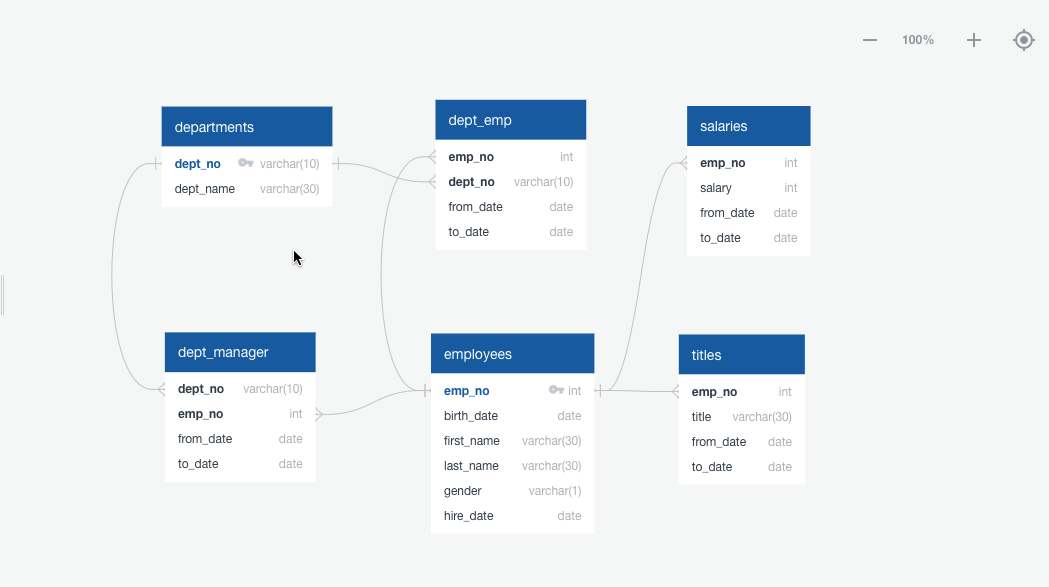 100%
departments
dept_no varchar(10)
dept_name varchar(30)
dept_emp
emp_no int
dept_no varchar(10)
from_date date
to_date date
salaries
emp_no int
salary int
from_date date
to_date date
dept_manager
dept_no varchar(10)
emp_no int
from_date date
to_date date
employees
emp_no int
birth_date date
first_name varchar(30)
last_name varchar(30)
gender varchar(1)
hire_date date
titles
emp_no int
title varchar(30)
from_date date
to_date date